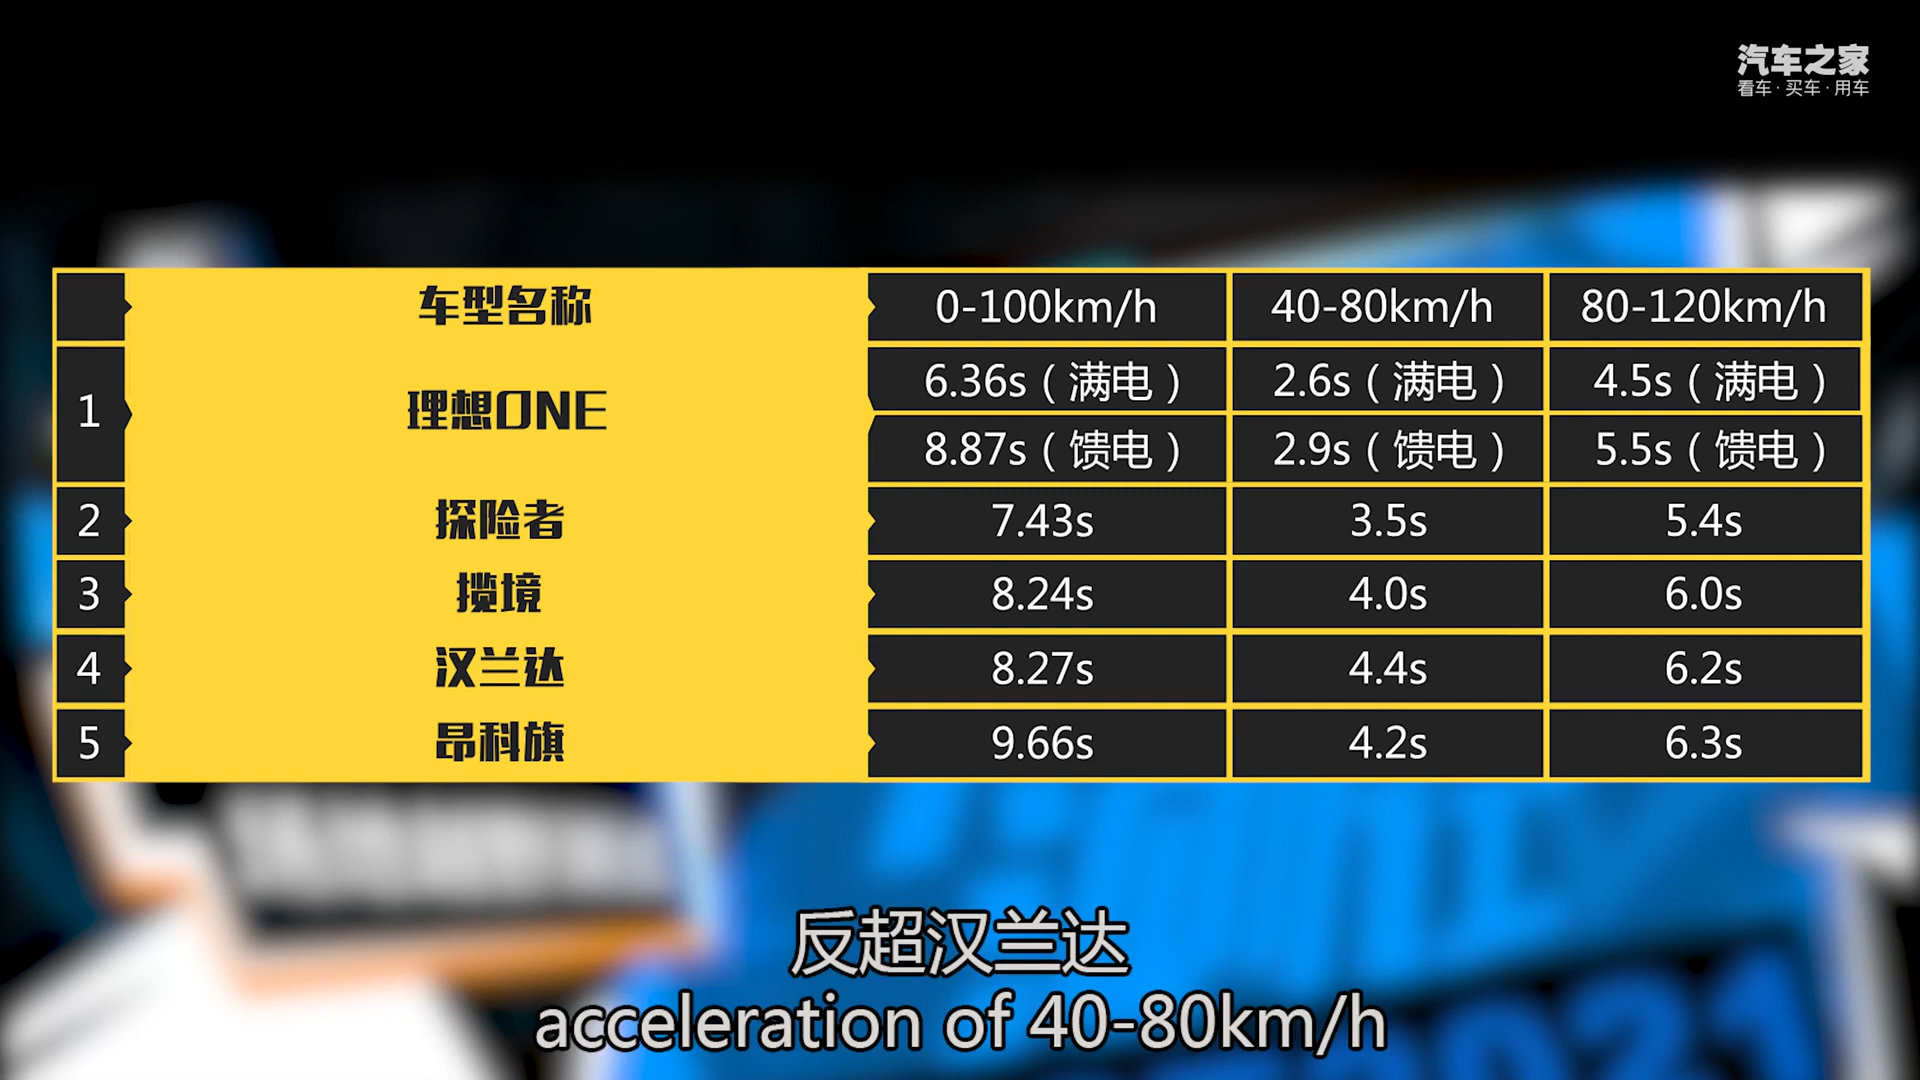 汽车之家
看车·买车·用车
车型名称 0-100km/h 40-80km/h 80-120km/h
1 理想ONE 6.36s（满电） 2.6s（满电） 4.5s（满电）
8.87s（馈电） 2.9s（馈电） 5.5s（馈电）
2 探险者 7.43s 3.5s 5.4s
3 揽境 8.24s 4.0s 6.0s
4 汉兰达 8.27s 4.4s 6.2s
5 昂科旗 9.66s 4.2s 6.3s
反超汉兰达
acceleration of 40-80km/h